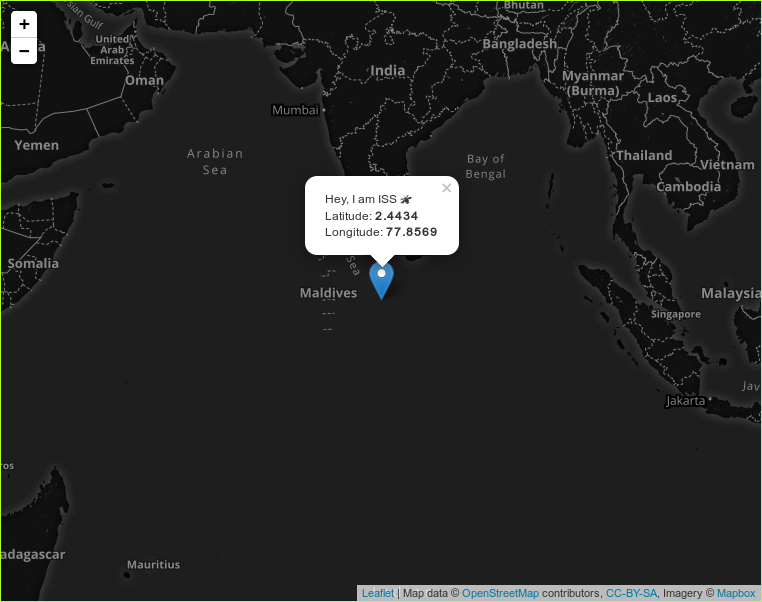 +
−
sian Gulf
United
Arab
Emirates
Oman
Yemen
Somalia
Arabian
Sea
Mumbai
India
Bhutan
Bangladesh
Myanmar
(Burma)
Laos
Bay of
Bengal
Thailand
Vietnam
Cambodia
×
Hey, I am ISS
Latitude: 2.4434
Longitude: 77.8569
Sea
Maldives
Malaysia
Singapore
Jav
Jakarta
ros
adagascar
Mauritius
Leaflet | Map data © OpenStreetMap contributors, CC-BY-SA, Imagery © Mapbox